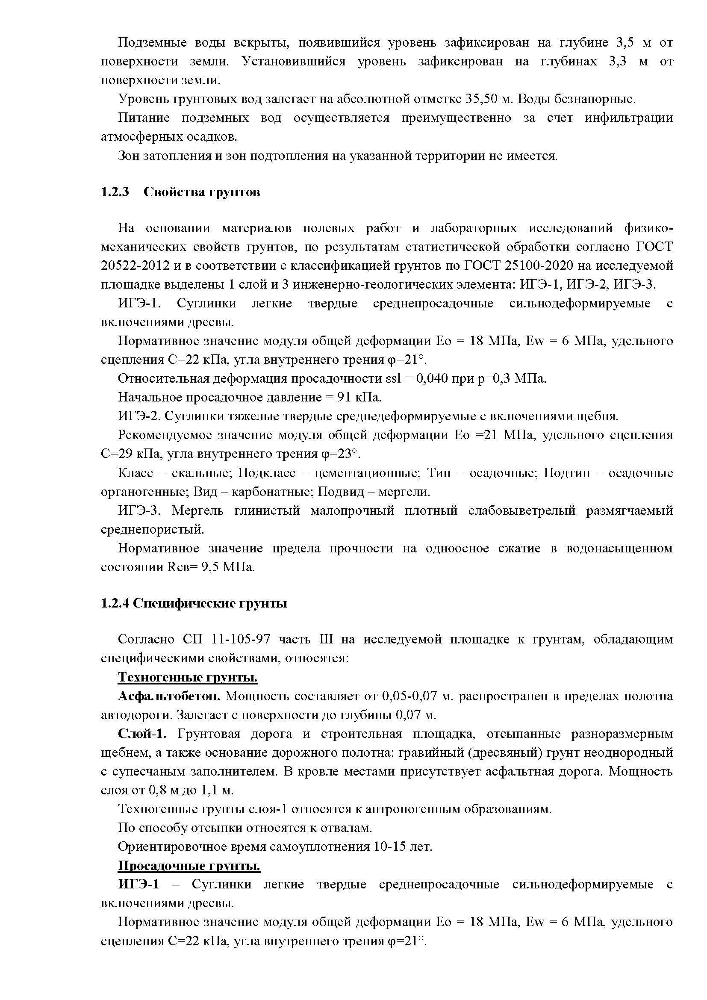 Подземные воды вскрыты, появившийся уровень зафиксирован на глубине 3,5 м от
поверхности земли. Установившийся уровень зафиксирован на глубинах 3,3 м от
поверхности земли.
Уровень грунтовых вод залегает на абсолютной отметке 35,50 м. Воды безнапорные.
Питание подземных вод осуществляется преимущественно за счет инфильтрации
атмосферных осадков.
Зон затопления и зон подтопления на указанной территории не имеется.
1.2.3 Свойства грунтов
На основании материалов полевых работ и лабораторных исследований физико-
механических свойств грунтов, по результатам статистической обработки согласно ГОСТ
20522-2012 и в соответствии с классификацией грунтов по ГОСТ 25100-2020 на исследуемой
площадке выделены 1 слой и 3 инженерно-геологических элемента: ИГЭ-1, ИГЭ-2, ИГЭ-3.
ИГЭ-1. Суглинки легкие твердые среднепросадочные сильнодеформируемые с
включениями дресвы.
Нормативное значение модуля общей деформации Ео = 18 МПа, Ew = 6 МПа, удельного
сцепления С=22 кПа, угла внутреннего трения φ=21°.
Относительная деформация просадочности εsl = 0,040 при р=0,3 МПа.
Начальное просадочное давление = 91 кПа.
ИГЭ-2. Суглинки тяжелые твердые среднедеформируемые с включениями щебня.
Рекомендуемое значение модуля общей деформации Ео =21 МПа, удельного сцепления
С=29 кПа, угла внутреннего трения φ=23°.
Класс – скальные; Подкласс – цементационные; Тип – осадочные; Подтип – осадочные
органогенные; Вид – карбонатные; Подвид – мергели.
ИГЭ-3. Мергель глинистый малопрочный плотный слабовыветрелый размягчаемый
среднепористый.
Нормативное значение предела прочности на одноосное сжатие в водонасыщенном
состоянии Rсв= 9,5 МПа.
1.2.4 Специфические грунты
Согласно СП 11-105-97 часть III на исследуемой площадке к грунтам, обладающим
специфическими свойствами, относятся:
Техногенные грунты.
Асфальтобетон. Мощность составляет от 0,05-0,07 м. распространен в пределах полотна
автодороги. Залегает с поверхности до глубины 0,07 м.
Слой-1. Грунтовая дорога и строительная площадка, отсыпанные разноразмерным
щебнем, а также основание дорожного полотна: гравийный (дресвяный) грунт неоднородный
с супесчаным заполнителем. В кровле местами присутствует асфальтная дорога. Мощность
слоя от 0,8 м до 1,1 м.
Техногенные грунты слоя-1 относятся к антропогенным образованиям.
По способу отсыпки относятся к отвалам.
Ориентировочное время самоуплотнения 10-15 лет.
Просадочные грунты.
ИГЭ-1 – Суглинки легкие твердые среднепросадочные сильнодеформируемые с
включениями дресвы.
Нормативное значение модуля общей деформации Ео = 18 МПа, Ew = 6 МПа, удельного
сцепления С=22 кПа, угла внутреннего трения φ=21°.